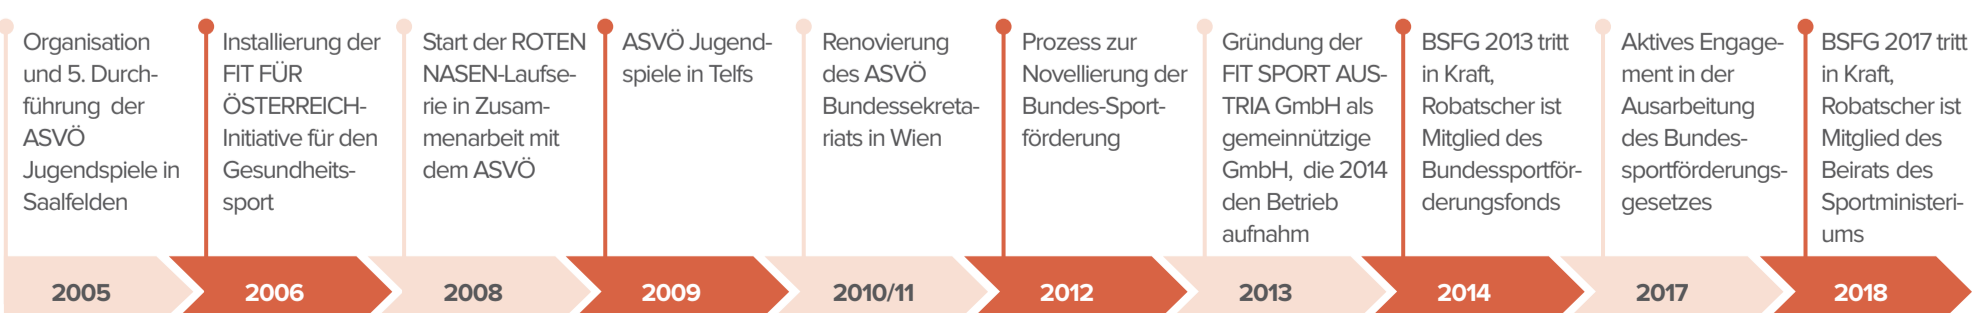 Organisation
und 5. Durch-
führung der
ASVÖ
Jugendspiele in
Saalfelden
2005
Installierung der
FIT FÜR
ÖSTERREICH-
Initiative für den
Gesundheits-
sport
2006
Start der ROTEN
NASEN-Laufse-
rie in Zusam-
menarbeit mit
dem ASVÖ
2008
ASVÖ Jugend-
spiele in Telfs
2009
Renovierung
des ASVÖ
Bundessekreta-
riats in Wien
2010/11
Prozess zur
Novellierung der
Bundes-Sport-
förderung
2012
Gründung der
FIT SPORT AUS-
TRIA GmbH als
gemeinnützige
GmbH, die 2014
den Betrieb
aufnahm
2013
BSFG 2013 tritt
in Kraft,
Robatscher ist
Mitglied des
Bundessportför-
derungsfonds
2014
Aktives Engage-
ment in der
Ausarbeitung
des Bundes-
sportförderungs-
gesetzes
2017
BSFG 2017 tritt
in Kraft,
Robatscher ist
Mitglied des
Beirats des
Sportministeri-
ums
2018